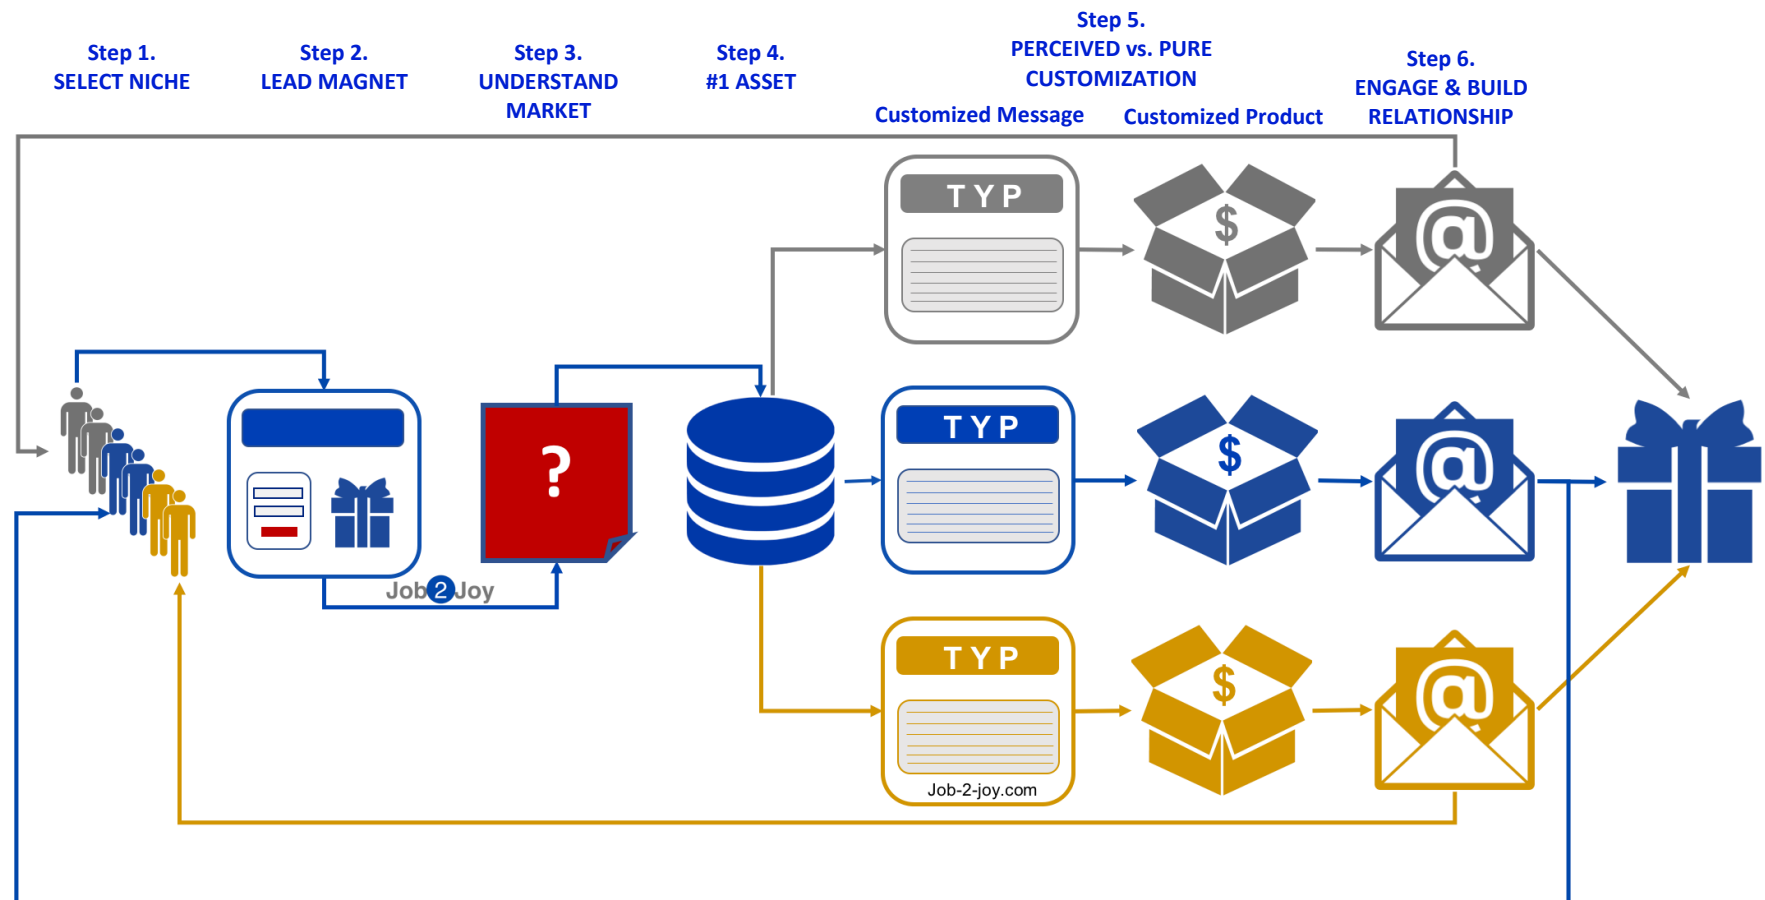 Step 1.
SELECT NICHE
Step 2.
LEAD MAGNET
Step 3.
UNDERSTAND
MARKET
Step 4.
#1 ASSET
Step 5.
PERCEIVED vs. PURE
CUSTOMIZATION
Customized Message
Customized Product
Step 6.
ENGAGE & BUILD
RELATIONSHIP
TYP
$
@
?
TYP
$
@
Job2Joy
TYP
$
@
Job-2-joy.com